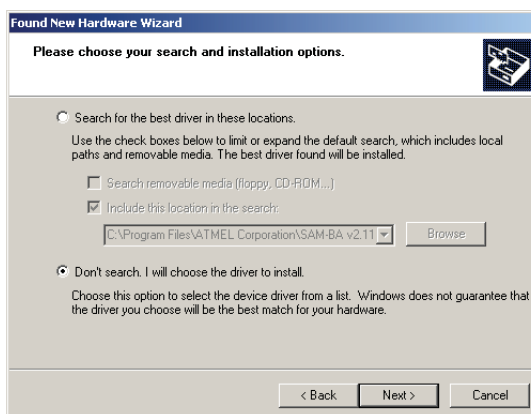 Found New Hardware Wizard
Please choose your search and installation options.
Search for the best driver in these locations.
Use the check boxes below to limit or expand the default search, which includes local
paths and removable media. The best driver found will be installed.
Search removable media (floppy, CD-ROM...)
Include this location in the search:
C:\Program Files\ATMEL Corporation\SAM-BA v2.11
Browse
Don't search. I will choose the driver to install.
Choose this option to select the device driver from a list. Windows does not guarantee that
the driver you choose will be the best match for your hardware.
< Back
Next >
Cancel